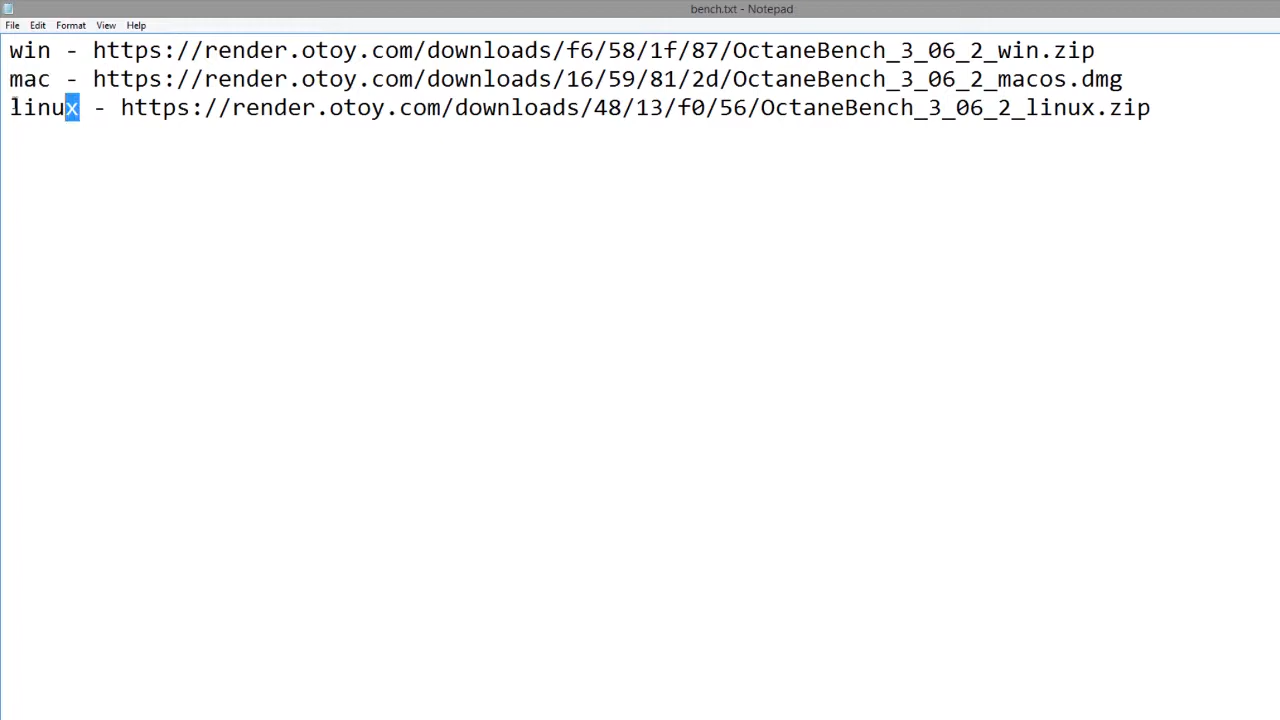 bench.txt - Notepad
File Edit Format View Help
win - https://render.otoy.com/downloads/f6/58/1f/87/OctaneBench_3_06_2_win.zip
mac - https://render.otoy.com/downloads/16/59/81/2d/OctaneBench_3_06_2_macos.dmg
linux - https://render.otoy.com/downloads/48/13/f0/56/OctaneBench_3_06_2_linux.zip